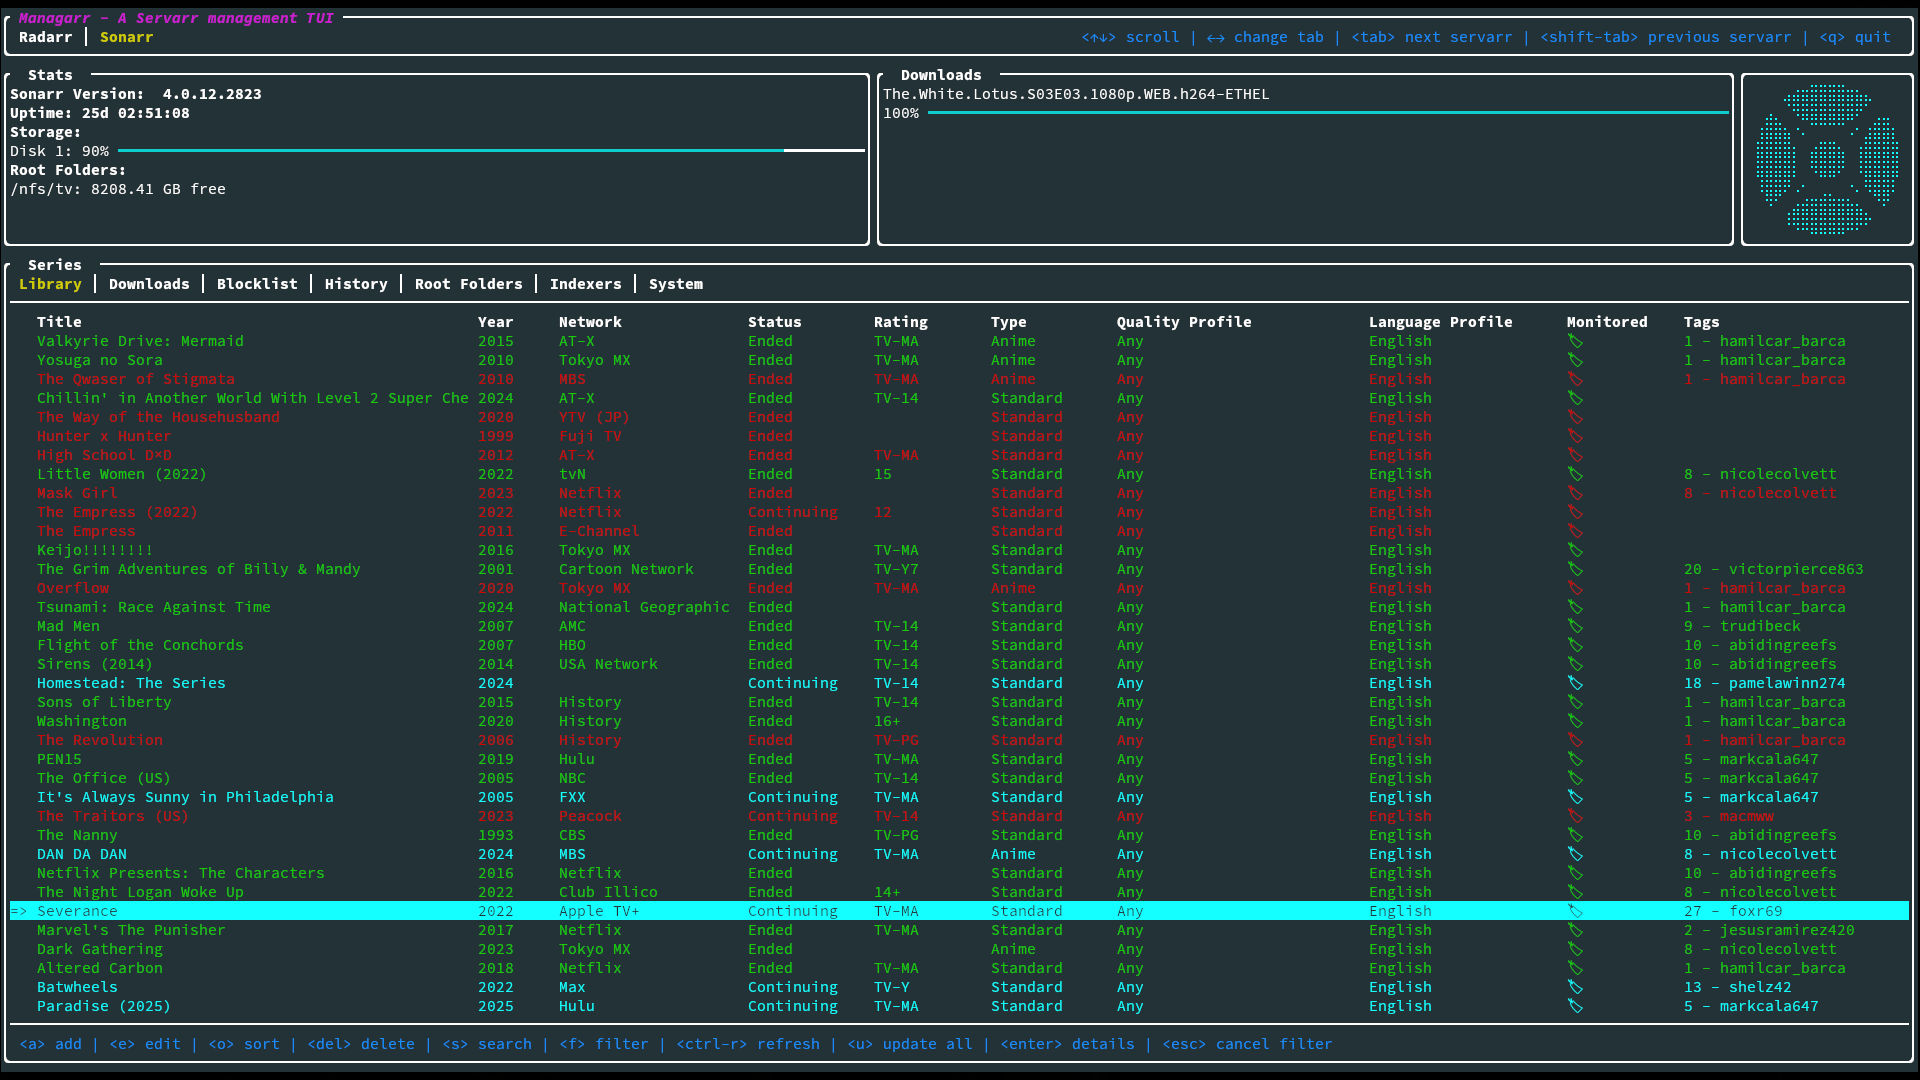 Managarr - A Servarr management TUI
Radarr | Sonarr <↑↓> scroll | ↔ change tab | <tab> next servarr | <shift-tab> previous servarr | <q> quit
Stats
Sonarr Version: 4.0.12.2823
Uptime: 25d 02:51:08
Storage:
Disk 1: 90%
Root Folders:
/nfs/tv: 8208.41 GB free
Downloads
The.White.Lotus.S03E03.1080p.WEB.h264-ETHEL
100%
Series
Library | Downloads | Blocklist | History | Root Folders | Indexers | System
Title Year Network Status Rating Type Quality Profile Language Profile Monitored Tags
Valkyrie Drive: Mermaid 2015 AT-X Ended TV-MA Anime Any English 1 - hamilcar_barca
Yosuga no Sora 2010 Tokyo MX Ended TV-MA Anime Any English 1 - hamilcar_barca
The Qwaser of Stigmata 2010 MBS Ended TV-MA Anime Any English 1 - hamilcar_barca
Chillin' in Another World With Level 2 Super Che 2024 AT-X Ended TV-14 Standard Any English
The Way of the Househusband 2020 YTV (JP) Ended Standard Any English
Hunter x Hunter 1999 Fuji TV Ended Standard Any English
High School D×D 2012 AT-X Ended TV-MA Standard Any English
Little Women (2022) 2022 tvN Ended 15 Standard Any English 8 - nicolecolvett
Mask Girl 2023 Netflix Ended Standard Any English 8 - nicolecolvett
The Empress (2022) 2022 Netflix Continuing 12 Standard Any English
The Empress 2011 E-Channel Ended Standard Any English
Keijo!!!!!!!! 2016 Tokyo MX Ended TV-MA Standard Any English
The Grim Adventures of Billy & Mandy 2001 Cartoon Network Ended TV-Y7 Standard Any English 20 - victorpierce863
Overflow 2020 Tokyo MX Ended TV-MA Anime Any English 1 - hamilcar_barca
Tsunami: Race Against Time 2024 National Geographic Ended Standard Any English 1 - hamilcar_barca
Mad Men 2007 AMC Ended TV-14 Standard Any English 9 - trudibeck
Flight of the Conchords 2007 HBO Ended TV-14 Standard Any English 10 - abidingreefs
Sirens (2014) 2014 USA Network Ended TV-14 Standard Any English 10 - abidingreefs
Homestead: The Series 2024 Continuing TV-14 Standard Any English 18 - pamelawinn274
Sons of Liberty 2015 History Ended TV-14 Standard Any English 1 - hamilcar_barca
Washington 2020 History Ended 16+ Standard Any English 1 - hamilcar_barca
The Revolution 2006 History Ended TV-PG Standard Any English 1 - hamilcar_barca
PEN15 2019 Hulu Ended TV-MA Standard Any English 5 - markcala647
The Office (US) 2005 NBC Ended TV-14 Standard Any English 5 - markcala647
It's Always Sunny in Philadelphia 2005 FXX Continuing TV-MA Standard Any English 5 - markcala647
The Traitors (US) 2023 Peacock Continuing TV-14 Standard Any English 3 - macmww
The Nanny 1993 CBS Ended TV-PG Standard Any English 10 - abidingreefs
DAN DA DAN 2024 MBS Continuing TV-MA Anime Any English 8 - nicolecolvett
Netflix Presents: The Characters 2016 Netflix Ended Standard Any English 10 - abidingreefs
The Night Logan Woke Up 2022 Club Illico Ended 14+ Standard Any English 8 - nicolecolvett
=> Severance 2022 Apple TV+ Continuing TV-MA Standard Any English 27 - foxr69
Marvel's The Punisher 2017 Netflix Ended TV-MA Standard Any English 2 - jesusramirez420
Dark Gathering 2023 Tokyo MX Ended Anime Any English 8 - nicolecolvett
Altered Carbon 2018 Netflix Ended TV-MA Standard Any English 1 - hamilcar_barca
Batwheels 2022 Max Continuing TV-Y Standard Any English 13 - shelz42
Paradise (2025) 2025 Hulu Continuing TV-MA Standard Any English 5 - markcala647
<a> add | <e> edit | <o> sort | <del> delete | <s> search | <f> filter | <ctrl-r> refresh | <u> update all | <enter> details | <esc> cancel filter